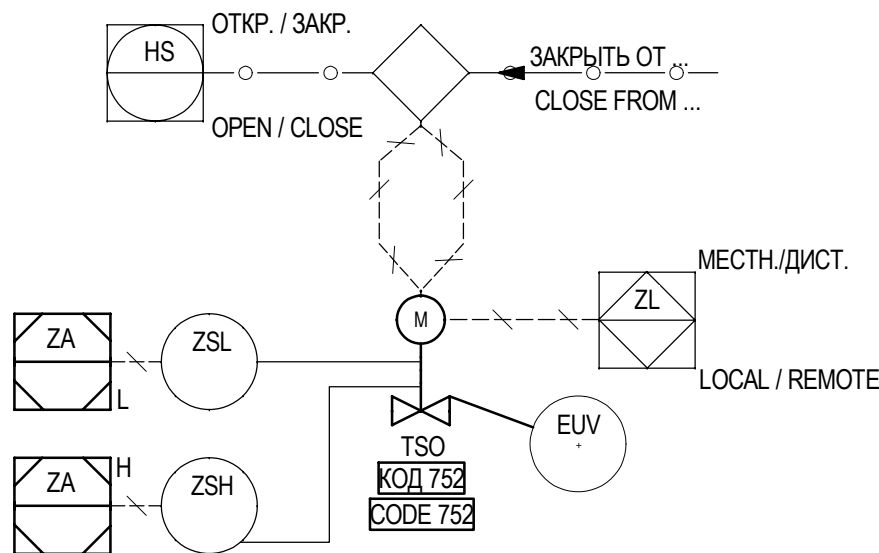 ОТКР. / ЗАКР.
HS
OPEN / CLOSE
ЗАКРЫТЬ ОТ ...
CLOSE FROM ...
МЕСТН./ДИСТ.
ZL
LOCAL / REMOTE
M
ZA
L
ZSL
EUV
TSO
КОД 752
CODE 752
ZA
H
ZSH